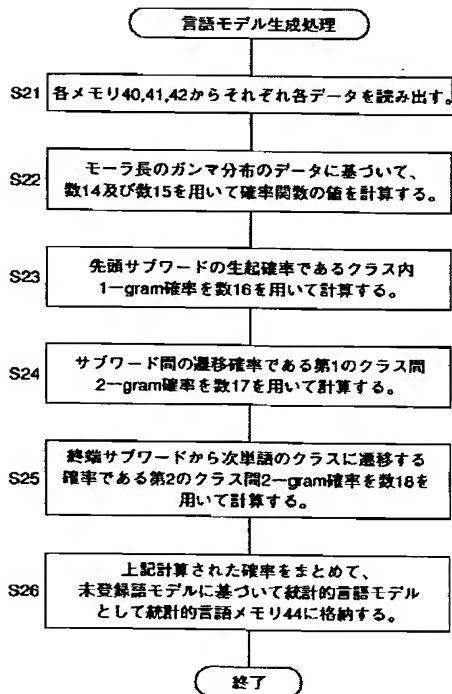 言語モデル生成処理
S21
各メモリ40,41,42からそれぞれ各データを読み出す。
S22
モーラ長のガンマ分布のデータに基づいて、
数14及び数15を用いて確率関数の値を計算する。
S23
先頭サブワードの生起確率であるクラス内
1ーgram確率を数16を用いて計算する。
S24
サブワード間の遷移確率である第1のクラス間
2ーgram確率を数17を用いて計算する。
S25
終端サブワードから次単語のクラスに遷移する
確率である第2のクラス間2ーgram確率を数18を
用いて計算する。
S26
上記計算された確率をまとめて、
未登録語モデルに基づいて統計的言語モデル
として統計的言語メモリ44に格納する。
終了